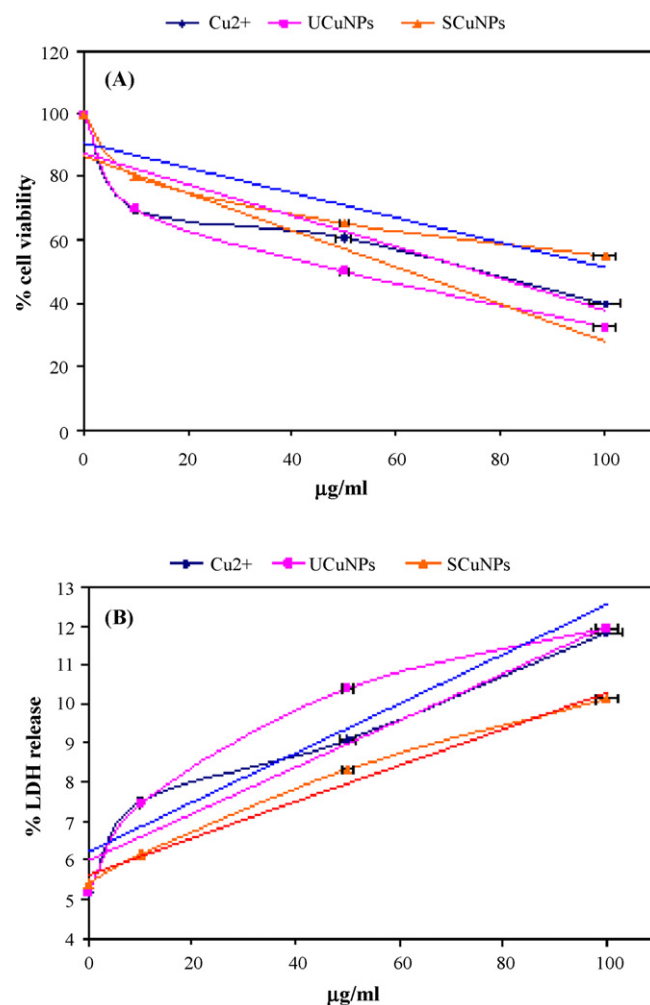 Cu2+ UCuNPs SCuNPs
(A)
120
100
80
60
40
20
0
% cell viability
0 20 40 60 80 100
µg/ml
Cu2+ UCuNPs SCuNPs
(B)
13
12
11
10
9
8
7
6
5
4
% LDH release
0 20 40 60 80 100
µg/ml